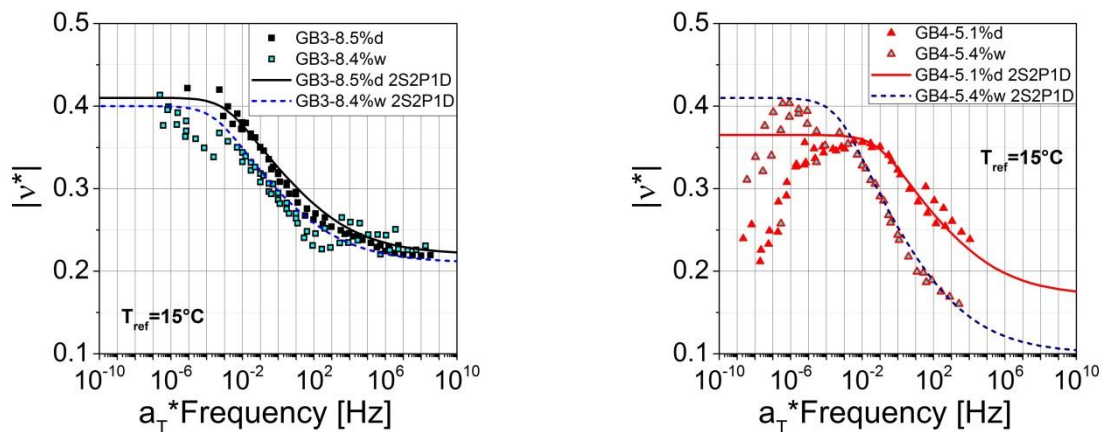 0.5
0.4
0.3
0.2
0.1
|ν*|
GB3-8.5%d
GB3-8.4%w
GB3-8.5%d 2S2P1D
GB3-8.4%w 2S2P1D
T_ref=15°C
10^-10 10^-6 10^-2 10^2 10^6 10^10
a_T*Frequency [Hz]
0.5
0.4
0.3
0.2
0.1
|ν*|
GB4-5.1%d
GB4-5.4%w
GB4-5.1%d 2S2P1D
GB4-5.4%w 2S2P1D
T_ref=15°C
10^-10 10^-6 10^-2 10^2 10^6 10^10
a_T*Frequency [Hz]